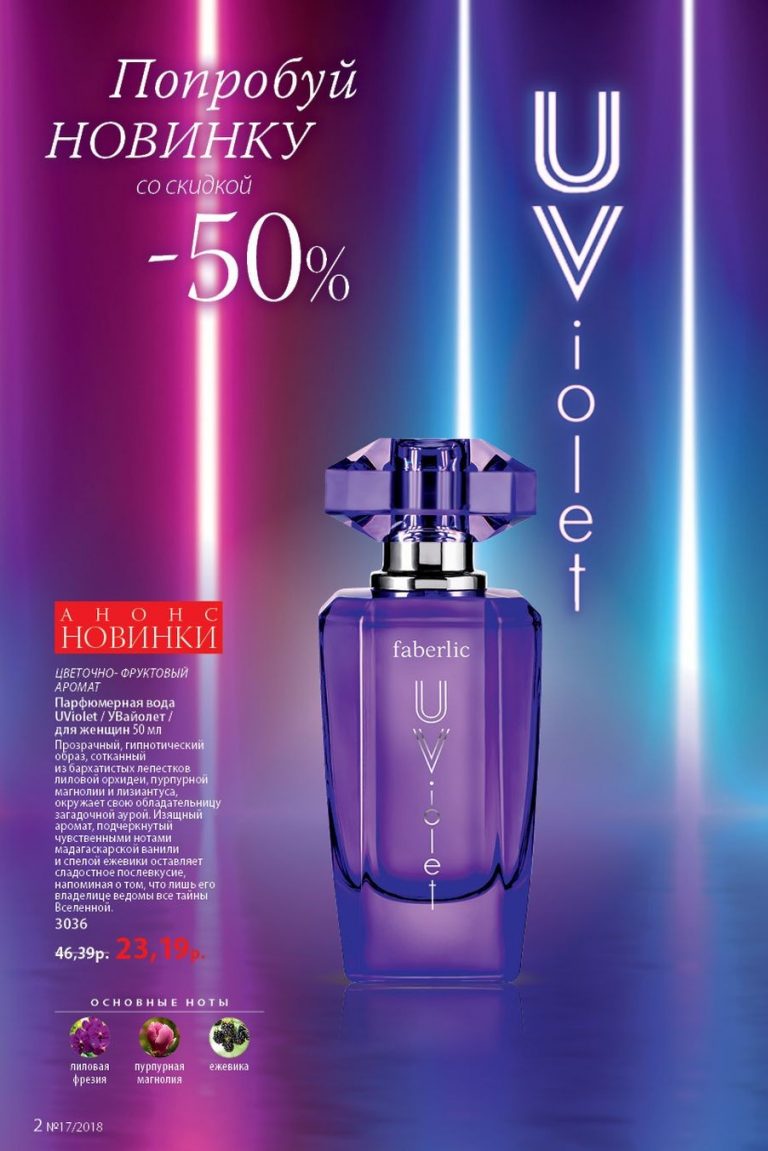 Попробуй
НОВИНКУ
со скидкой
-50%
UViolet
АНОНС
НОВИНКИ
ЦВЕТОЧНО- ФРУКТОВЫЙ
АРОМАТ
Парфюмерная вода
UViolet / УВайолет /
для женщин 50 мл
Прозрачный, гипнотический
образ, сотканный
из бархатистых лепестков
лиловой орхидеи, пурпурной
магнолии и лизиантуса,
окружает свою обладательницу
загадочной аурой. Изящный
аромат, подчеркнутый
чувственными нотами
мадагаскарской ванили
и спелой ежевики оставляет
сладостное послевкусие,
напоминая о том, что лишь его
владелице ведомы все тайны
Вселенной.
3036
46,39р. 23,19р.
faberlic
UViolet
ОСНОВНЫЕ НОТЫ
лиловая
фрезия
пурпурная
магнолия
ежевика
2 №17/2018